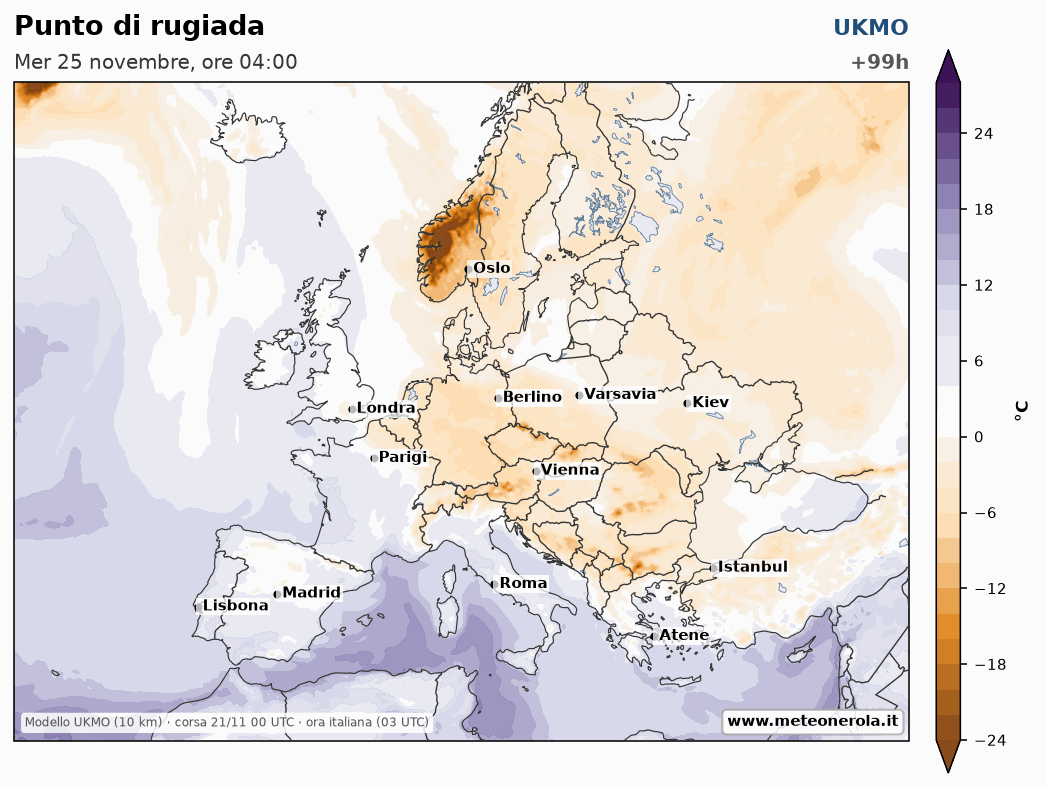 Punto di rugiada
UKMO
Mer 25 novembre, ore 04:00
+99h
Oslo
Londra
Berlino
Varsavia
Kiev
Parigi
Vienna
Istanbul
Roma
Madrid
Lisbona
Atene
24
18
12
6
0
−6
−12
−18
−24
°C
Modello UKMO (10 km) · corsa 21/11 00 UTC · ora italiana (03 UTC)
www.meteonerola.it